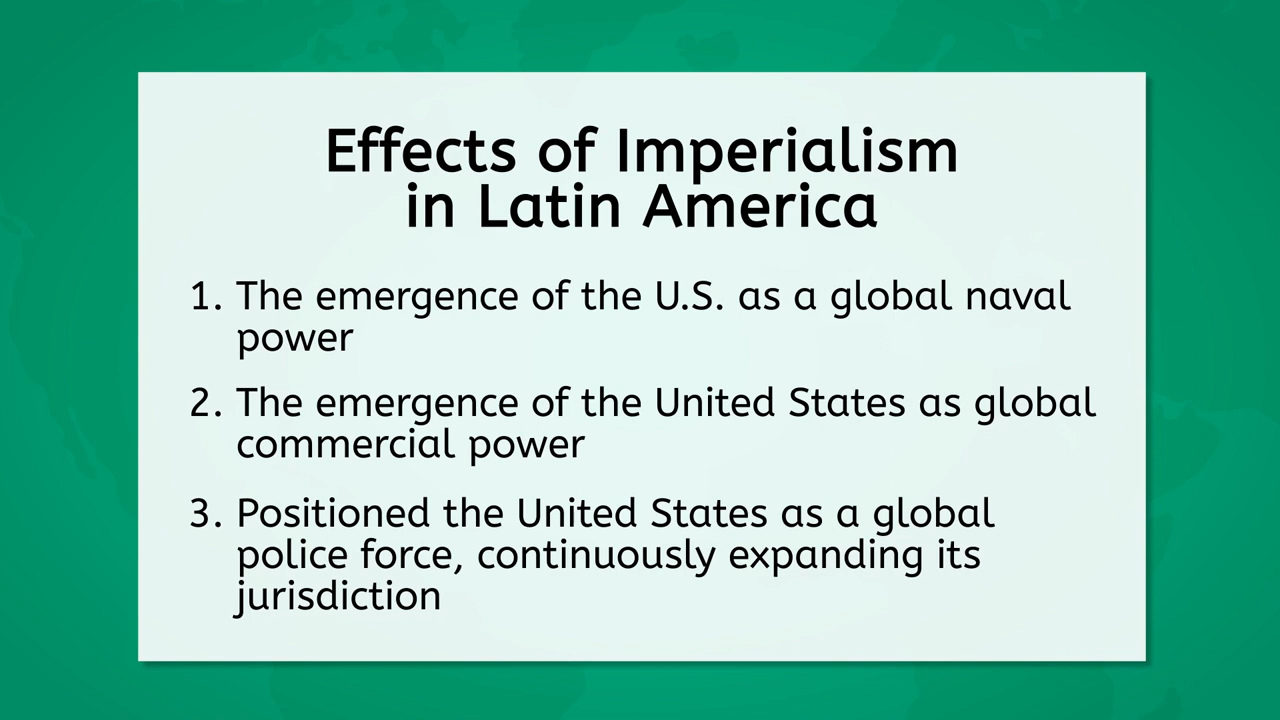 Effects of Imperialism
in Latin America
1. The emergence of the U.S. as a global naval
power
2. The emergence of the United States as global
commercial power
3. Positioned the United States as a global
police force, continuously expanding its
jurisdiction